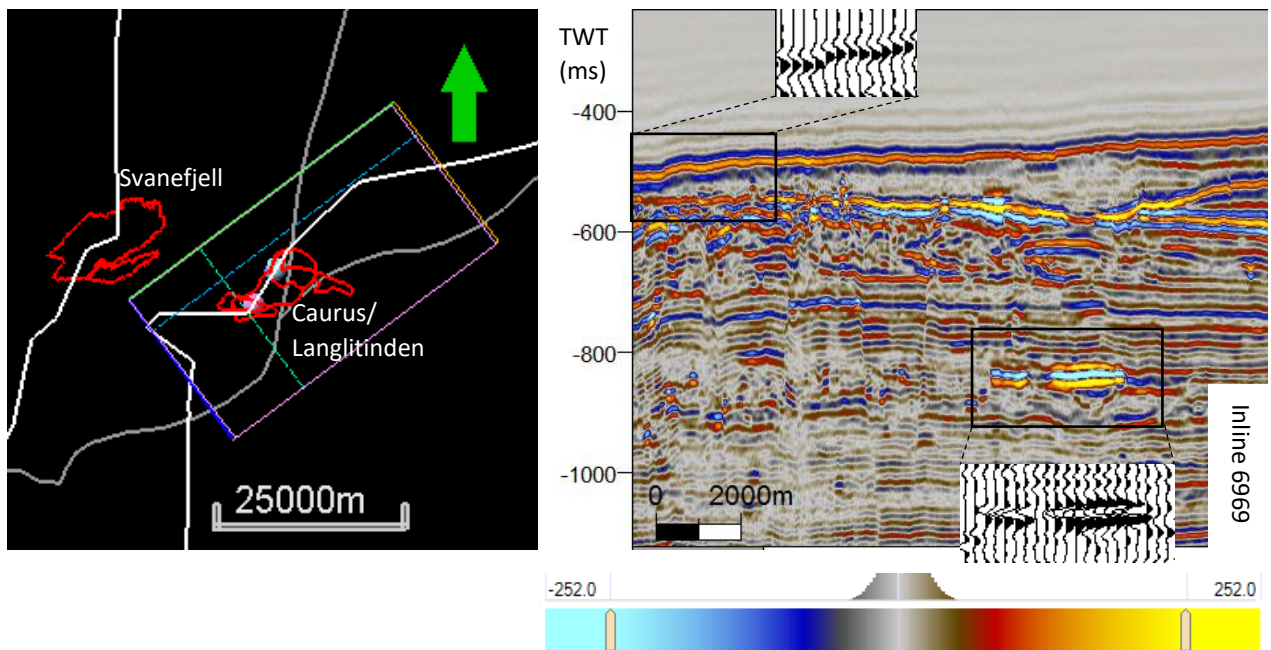 Svanefjell
Caurus/
Langlitinden
25000m
TWT
(ms)
-400
-600
-800
-1000
0 2000m
Inline 6969
-252.0 252.0